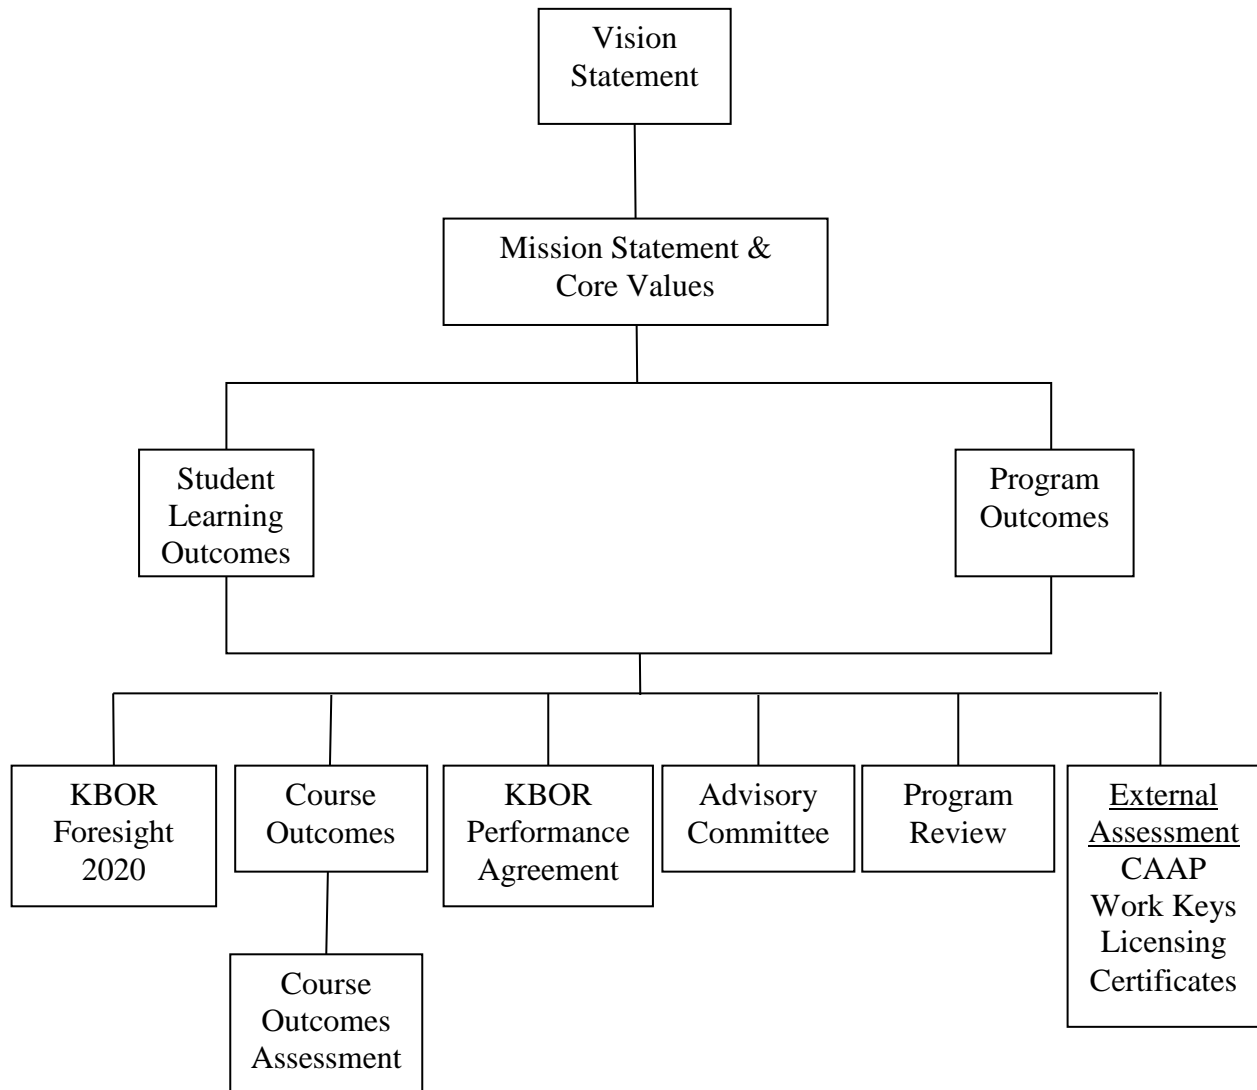 Vision
Statement
Mission Statement &
Core Values
Student
Learning
Outcomes
Program
Outcomes
KBOR
Foresight
2020
Course
Outcomes
KBOR
Performance
Agreement
Advisory
Committee
Program
Review
External
Assessment
CAAP
Work Keys
Licensing
Certificates
Course
Outcomes
Assessment